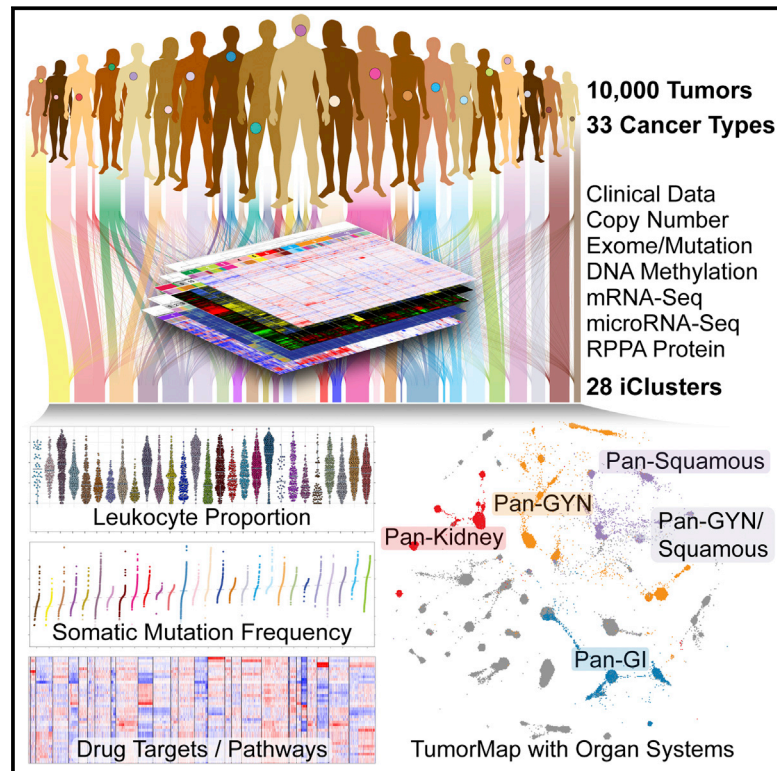 10,000 Tumors
33 Cancer Types
Clinical Data
Copy Number
Exome/Mutation
DNA Methylation
mRNA-Seq
microRNA-Seq
RPPA Protein
28 iClusters
Leukocyte Proportion
Somatic Mutation Frequency
Drug Targets / Pathways
Pan-Squamous
Pan-GYN
Pan-Kidney
Pan-GYN/
Squamous
Pan-GI
TumorMap with Organ Systems